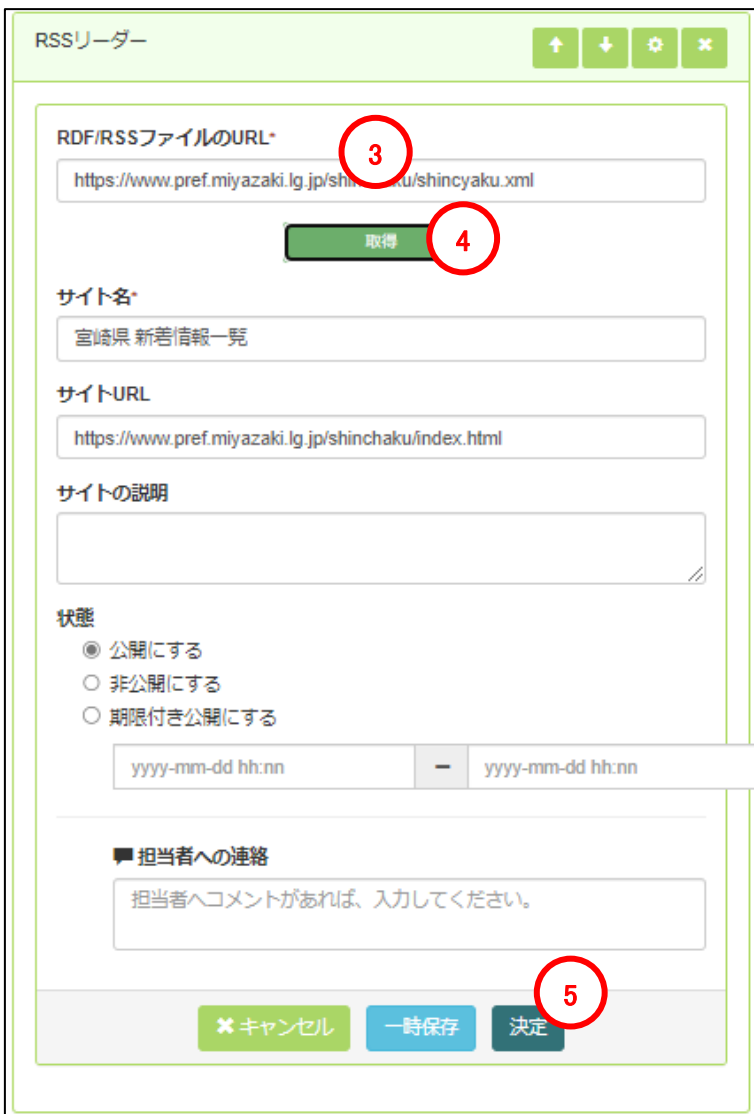 RSSリーダー
RDF/RSSファイルのURL*
3
https://www.pref.miyazaki.lg.jp/shinchaku/shincyaku.xml
取得
4
サイト名*
宮崎県 新着情報一覧
サイトURL
https://www.pref.miyazaki.lg.jp/shinchaku/index.html
サイトの説明
状態
公開にする
非公開にする
期限付き公開にする
yyyy-mm-dd hh:nn － yyyy-mm-dd hh:nn
担当者への連絡
担当者へコメントがあれば、入力してください。
5
キャンセル 一時保存 決定